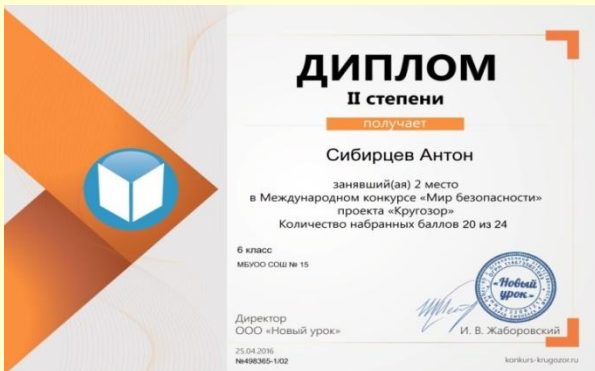 ДИПЛОМ
II степени
получает
Сибирцев Антон
занявший(ая) 2 место
в Международном конкурсе «Мир безопасности»
проекта «Кругозор»
Количество набранных баллов 20 из 24
6 класс
МБУОО СОШ № 15
«Новый
урок»
Директор
ООО «Новый урок»
И. В. Жаборовский
25.04.2016
№498365-1/02
konkurs-krugozor.ru